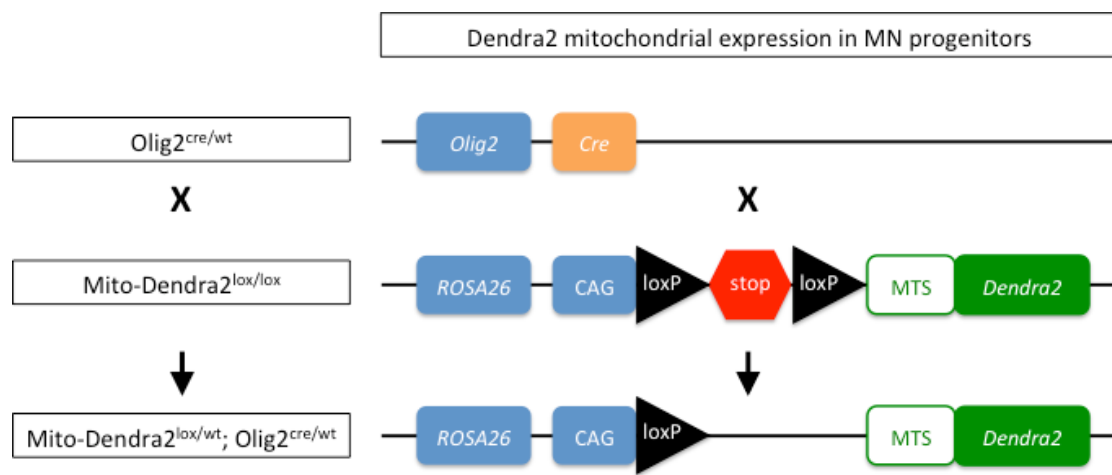 Dendra2 mitochondrial expression in MN progenitors
Olig2cre/wt
Olig2 Cre
X X
Mito-Dendra2lox/lox
ROSA26 CAG loxP stop loxP MTS Dendra2
Mito-Dendra2lox/wt; Olig2cre/wt
ROSA26 CAG loxP MTS Dendra2